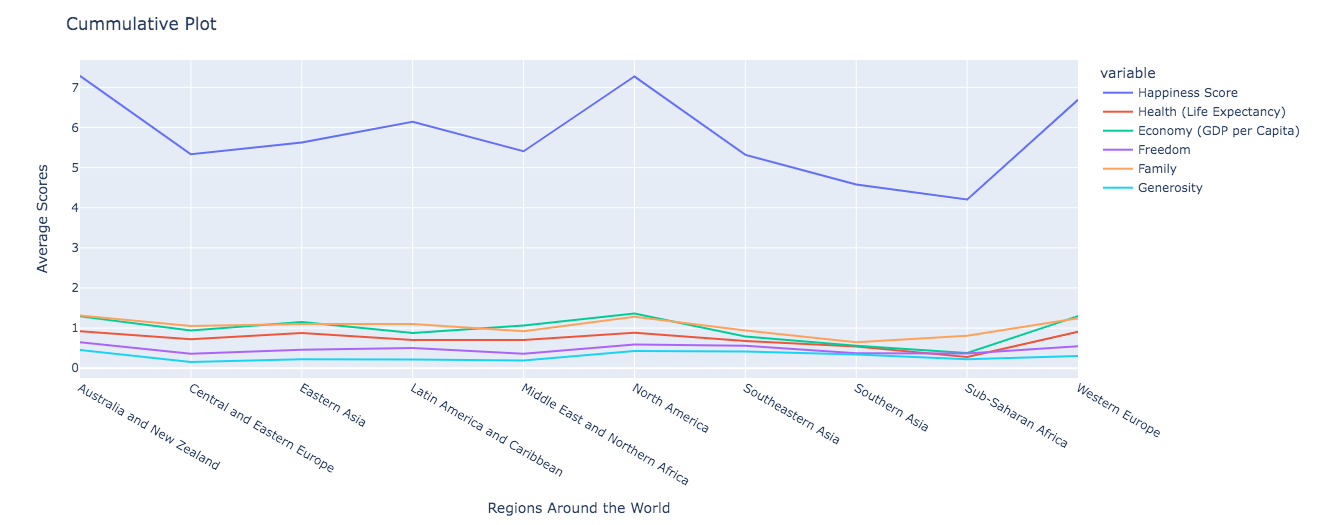 Cummulative Plot
variable
Happiness Score
Health (Life Expectancy)
Economy (GDP per Capita)
Freedom
Family
Generosity
Average Scores
7
6
5
4
3
2
1
0
Australia and New Zealand
Central and Eastern Europe
Eastern Asia
Latin America and Caribbean
Middle East and Northern Africa
North America
Southeastern Asia
Southern Asia
Sub-Saharan Africa
Western Europe
Regions Around the World